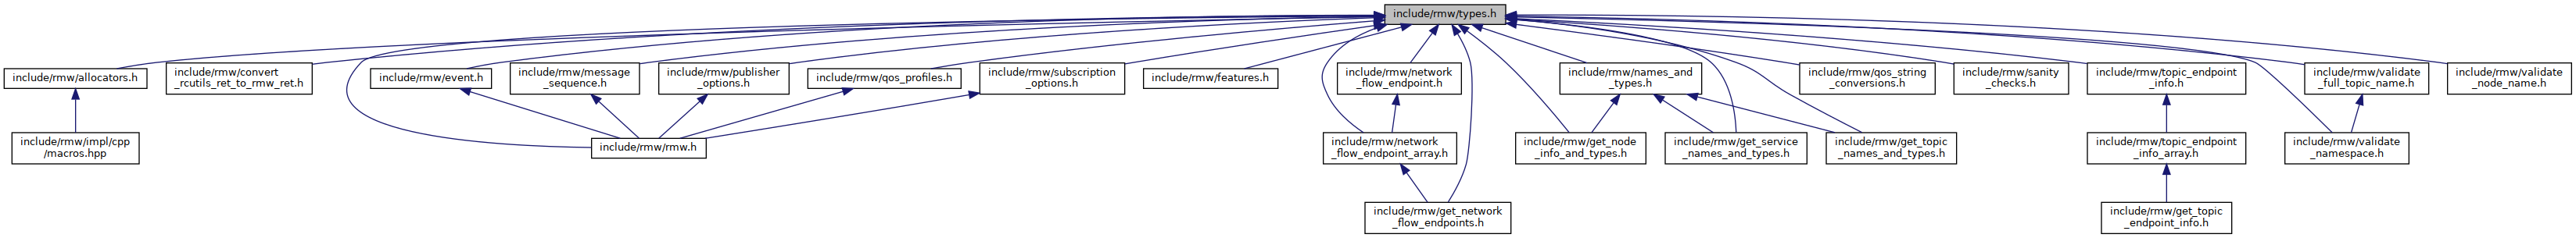 include/rmw/types.h
include/rmw/allocators.h
include/rmw/convert
_rcutils_ret_to_rmw_ret.h
include/rmw/event.h
include/rmw/message
_sequence.h
include/rmw/publisher
_options.h
include/rmw/qos_profiles.h
include/rmw/subscription
_options.h
include/rmw/features.h
include/rmw/network
_flow_endpoint.h
include/rmw/names_and
_types.h
include/rmw/qos_string
_conversions.h
include/rmw/sanity
_checks.h
include/rmw/topic_endpoint
_info.h
include/rmw/validate
_full_topic_name.h
include/rmw/validate
_node_name.h
include/rmw/impl/cpp
/macros.hpp
include/rmw/rmw.h
include/rmw/network
_flow_endpoint_array.h
include/rmw/get_node
_info_and_types.h
include/rmw/get_service
_names_and_types.h
include/rmw/get_topic
_names_and_types.h
include/rmw/topic_endpoint
_info_array.h
include/rmw/validate
_namespace.h
include/rmw/get_network
_flow_endpoints.h
include/rmw/get_topic
_endpoint_info.h